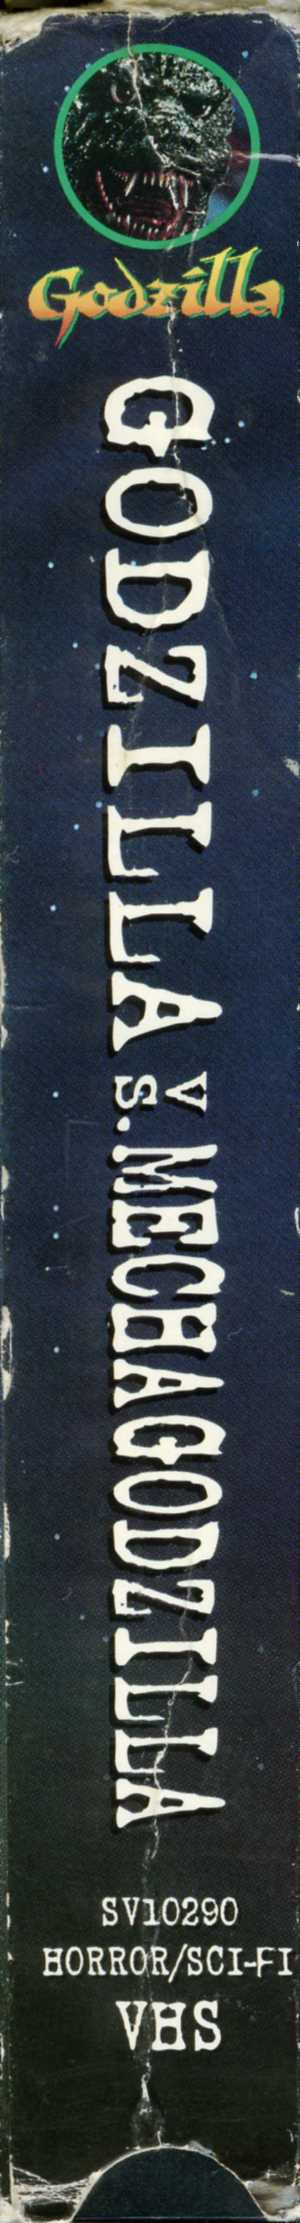 Godzilla
GODZILLA vs. MECHAGODZILLA
SV10290
HORROR/SCI-FI
VHS